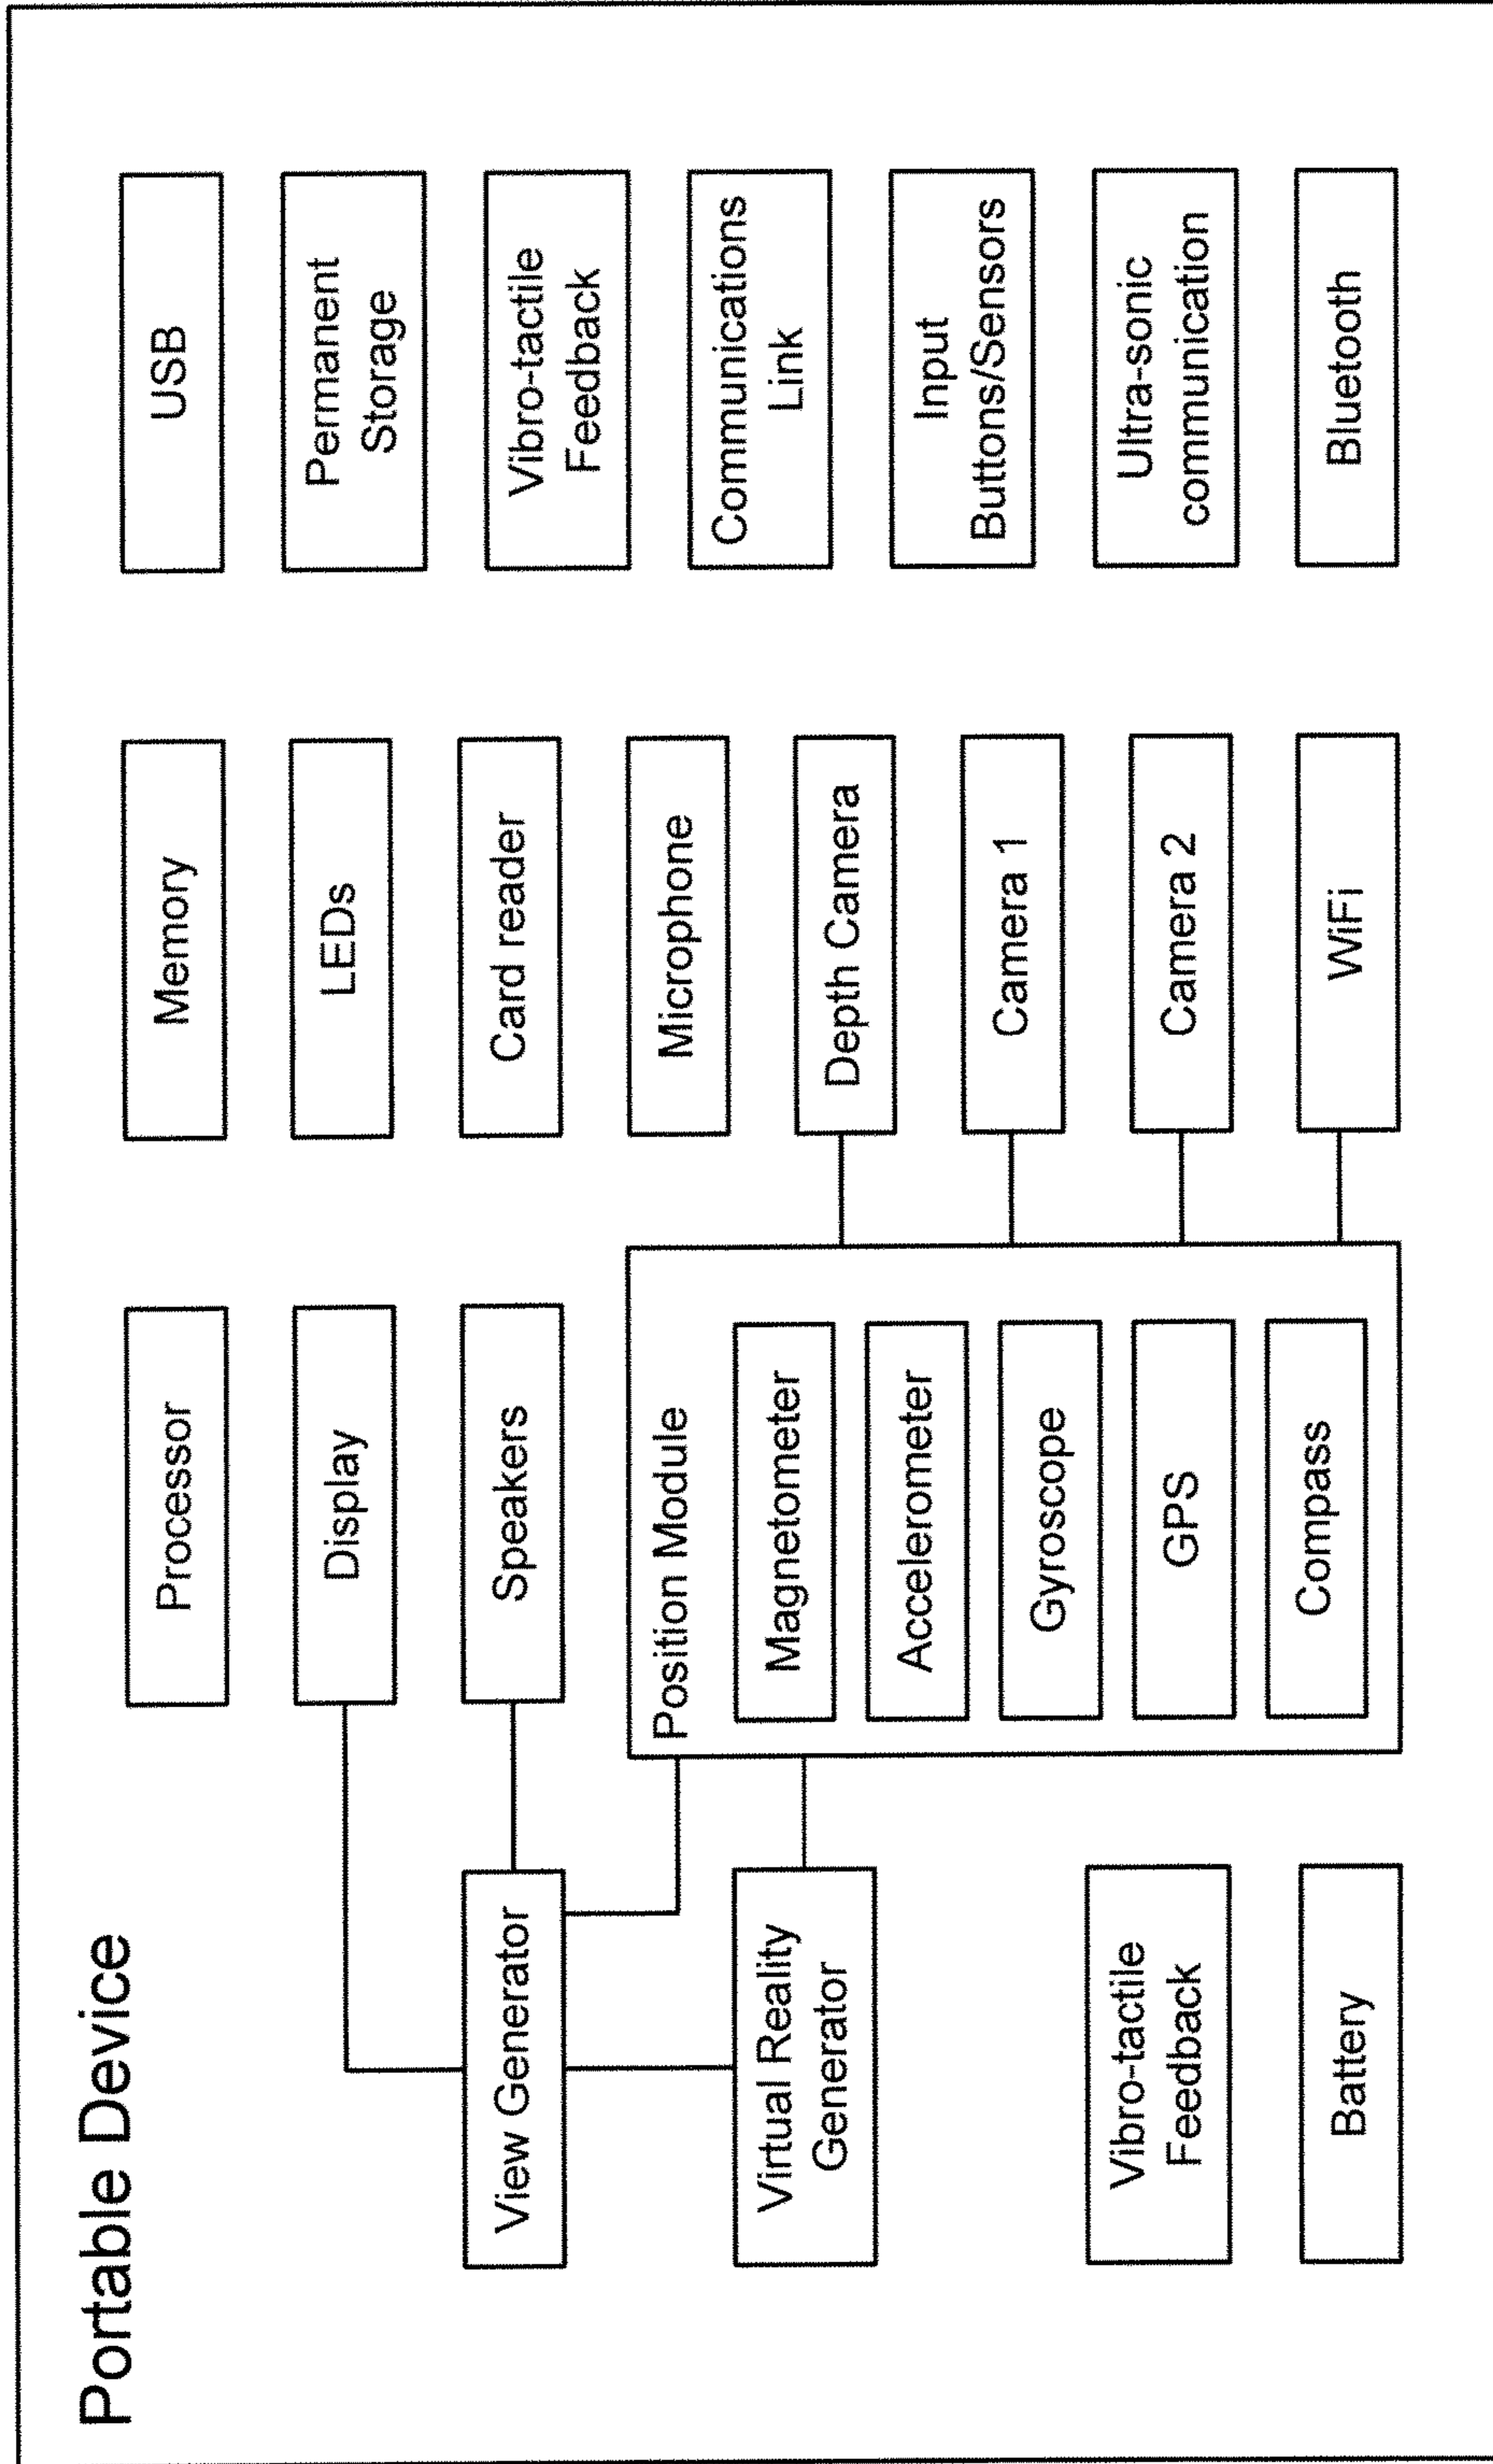 Portable Device
View Generator
Virtual Reality
Generator
Vibro-tactile
Feedback
Battery
Processor
Display
Speakers
Position Module
Magnetometer
Accelerometer
Gyroscope
GPS
Compass
Memory
LEDs
Card reader
Microphone
Depth Camera
Camera 1
Camera 2
WiFi
USB
Permanent
Storage
Vibro-tactile
Feedback
Communications
Link
Input
Buttons/Sensors
Ultra-sonic
communication
Bluetooth